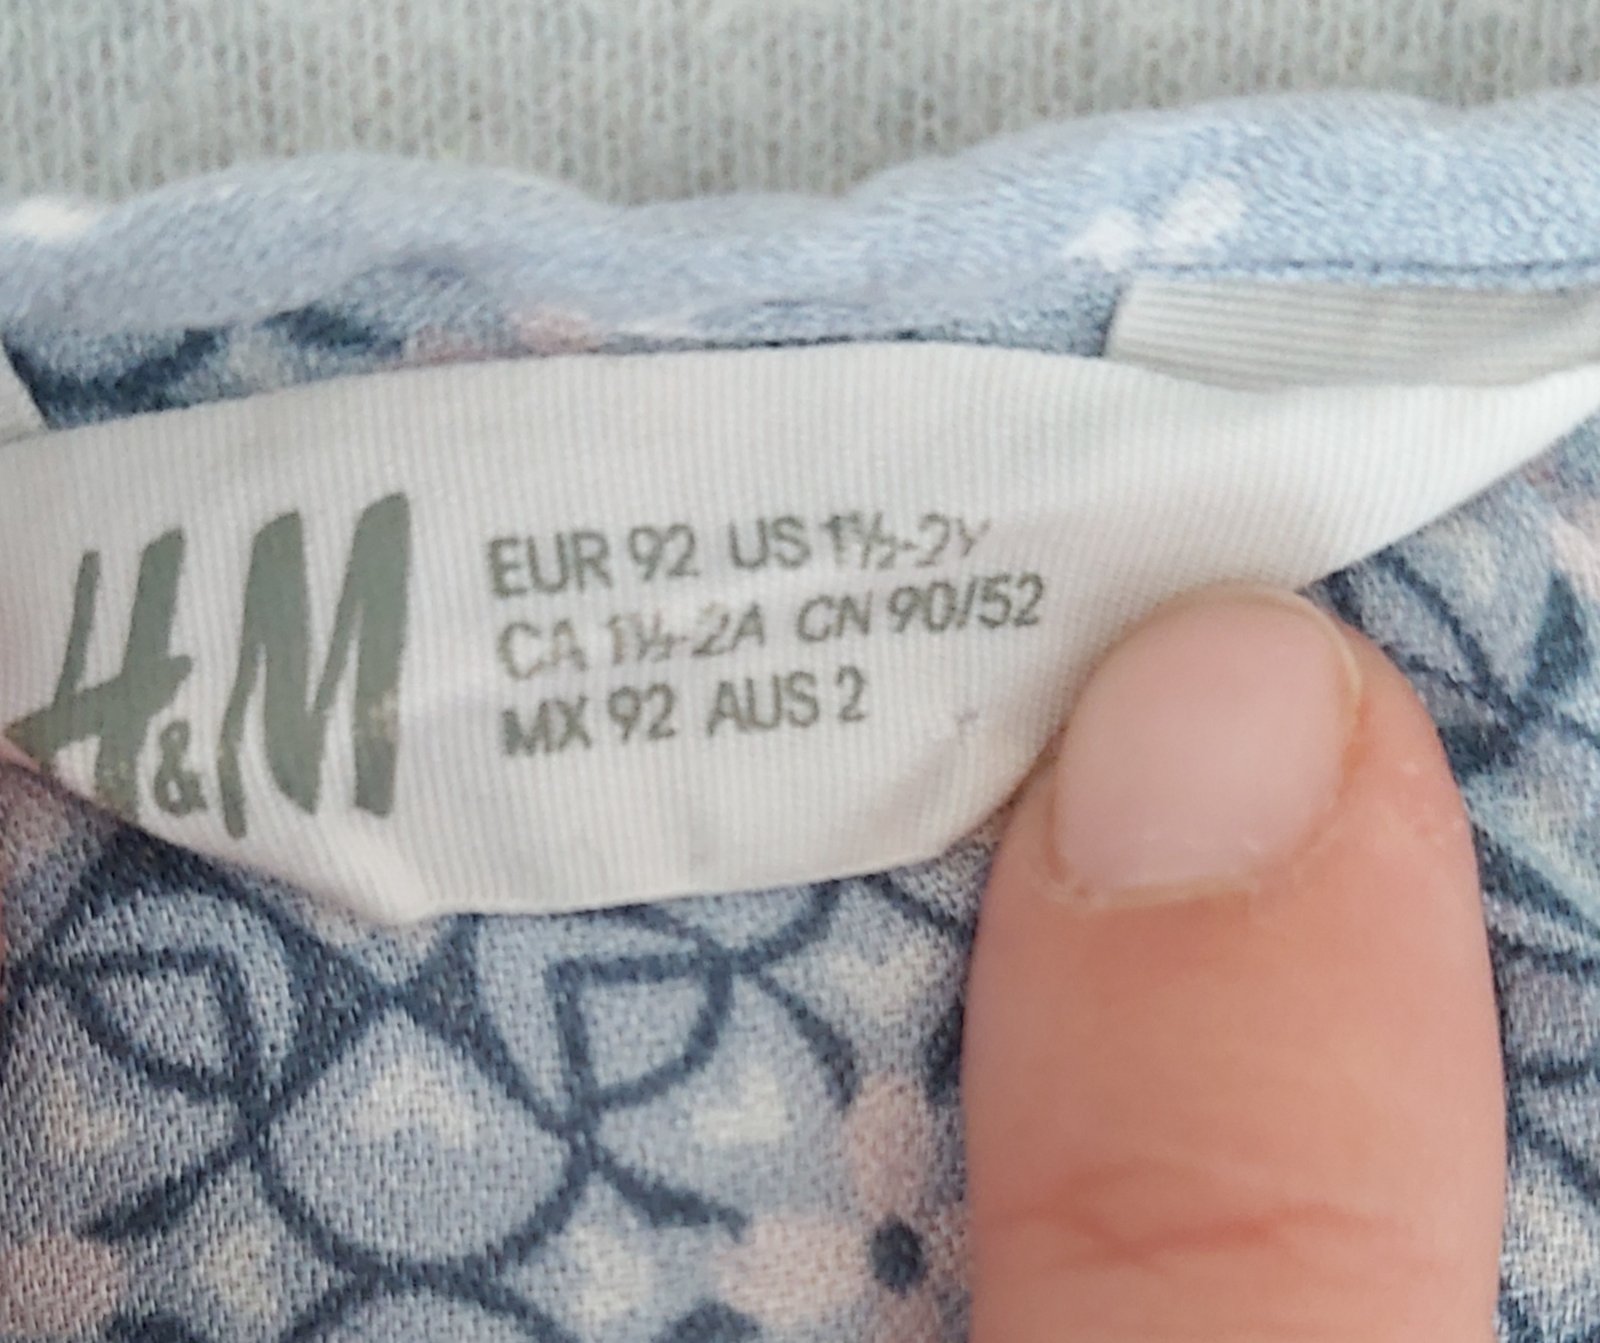 H&M
EUR 92 US 1½-2Y
CA 1½-2A CN 90/52
MX 92 AUS 2